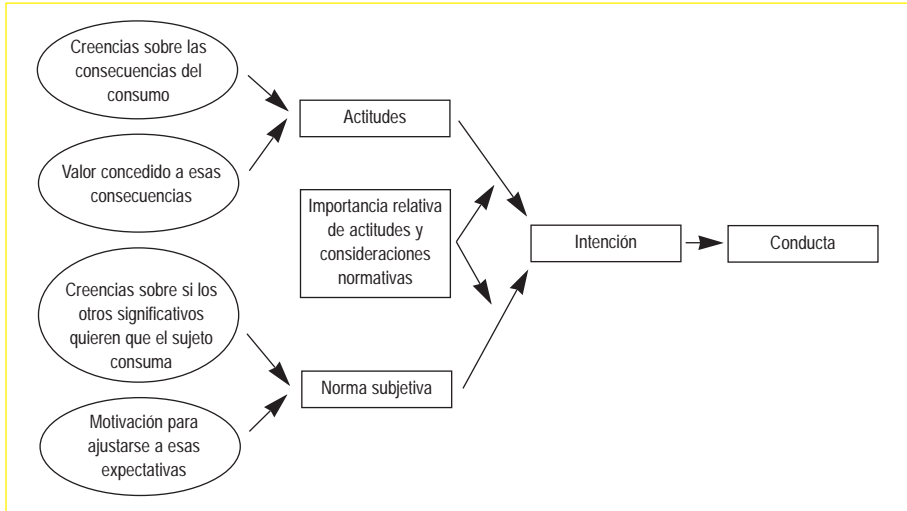 Creencias sobre las
consecuencias del
consumo
Actitudes
Valor concedido a esas
consecuencias
Importancia relativa
de actitudes y
consideraciones
normativas
Intención
Conducta
Creencias sobre si los
otros significativos
quieren que el sujeto
consuma
Norma subjetiva
Motivación para
ajustarse a esas
expectativas